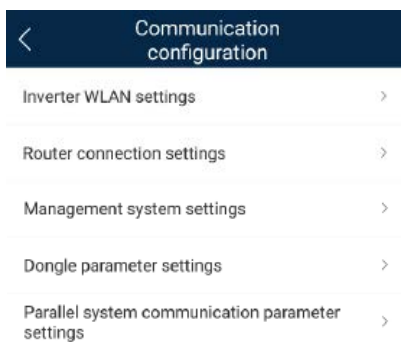 Communication
configuration
Inverter WLAN settings
Router connection settings
Management system settings
Dongle parameter settings
Parallel system communication parameter
settings